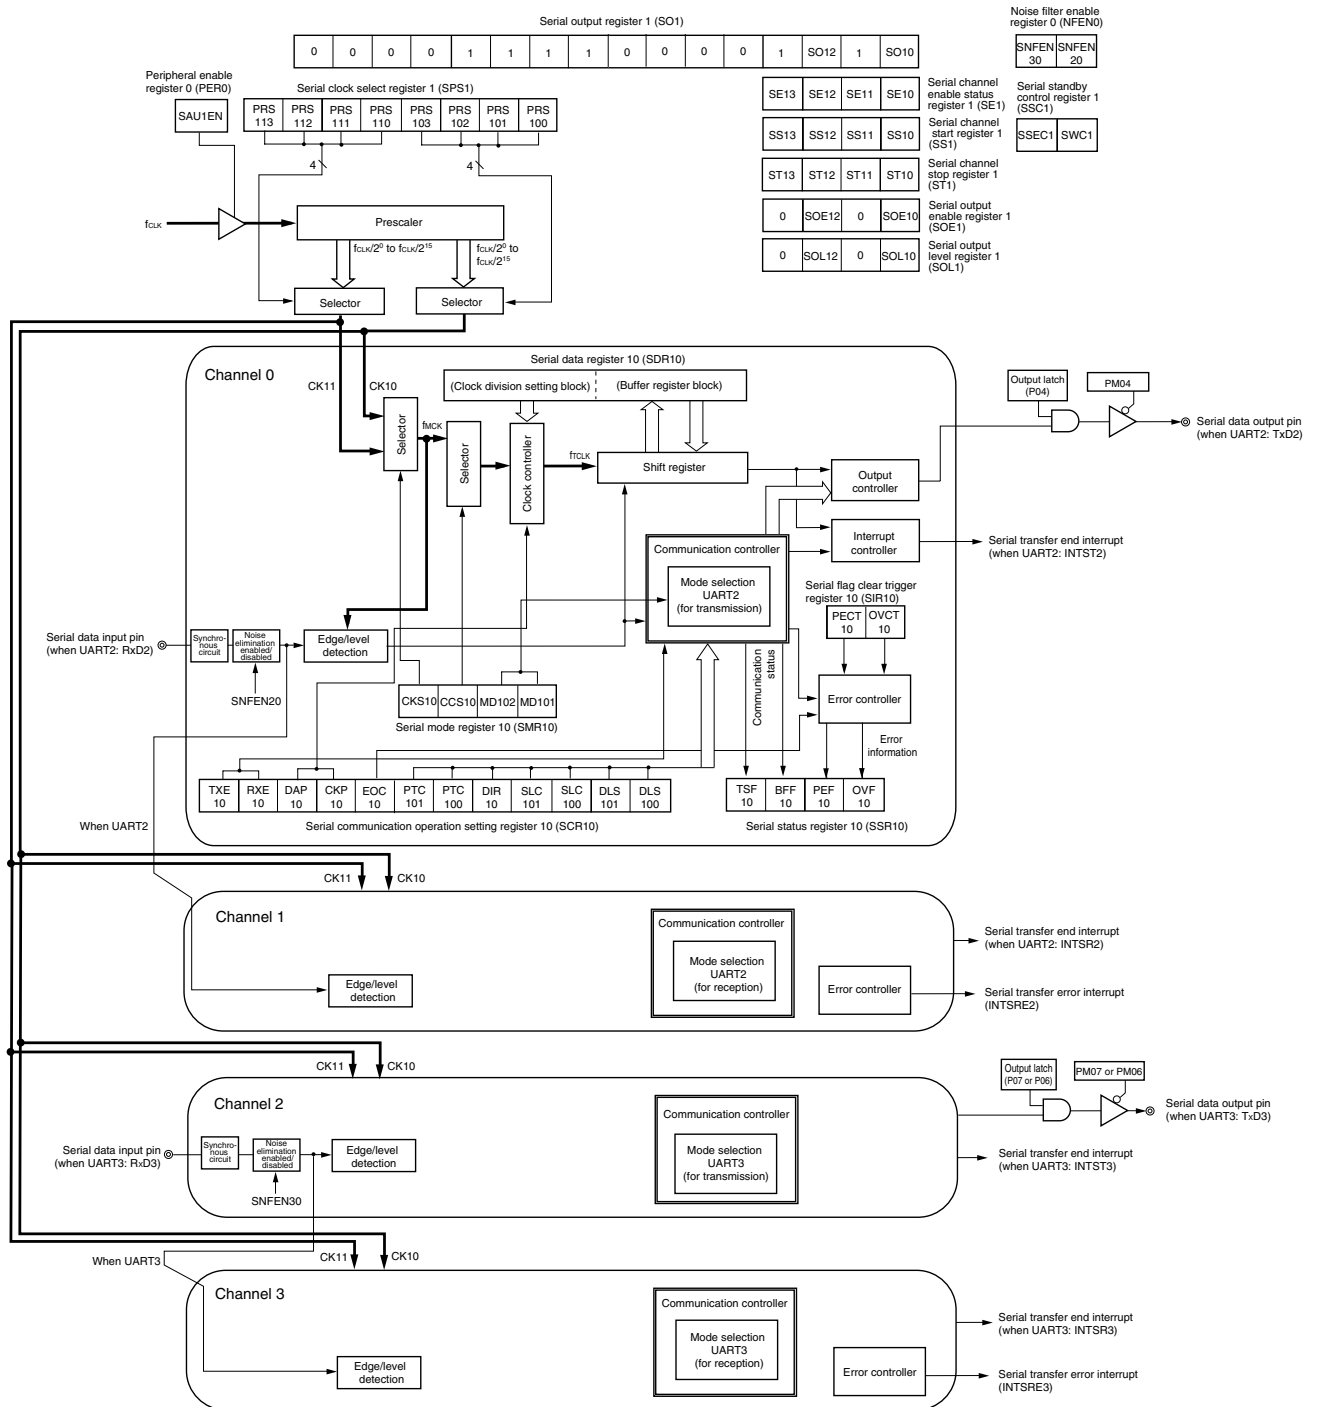 Serial output register 1 (SO1)
0 0 0 0 1 1 1 1 0 0 0 0 1 SO12 1 SO10
Noise filter enable
register 0 (NFEN0)
SNFEN SNFEN
30 20
Peripheral enable
register 0 (PER0)
SAU1EN
Serial clock select register 1 (SPS1)
PRS PRS PRS PRS PRS PRS PRS PRS
113 112 111 110 103 102 101 100
4
4
SE13 SE12 SE11 SE10
Serial channel
enable status
register 1 (SE1)
Serial standby
control register 1
(SSC1)
SSEC1 SWC1
SS13 SS12 SS11 SS10
Serial channel
start register 1
(SS1)
ST13 ST12 ST11 ST10
Serial channel
stop register 1
(ST1)
0 SOE12 0 SOE10
Serial output
enable register 1
(SOE1)
0 SOL12 0 SOL10
Serial output
level register 1
(SOL1)
fCLK
Prescaler
fCLK/2⁰ to fCLK/2¹⁵
fCLK/2⁰ to
fCLK/2¹⁵
Selector
Selector
Channel 0
CK11
CK10
Serial data register 10 (SDR10)
(Clock division setting block)
(Buffer register block)
Selector
fMCK
Selector
Clock controller
fTCLK
Shift register
Output
controller
Output latch
(P04)
PM04
Serial data output pin
(when UART2: TxD2)
Interrupt
controller
Serial transfer end interrupt
(when UART2: INTST2)
Communication controller
Mode selection
UART2
(for transmission)
Serial flag clear trigger
register 10 (SIR10)
PECT OVCT
10 10
Serial data input pin
(when UART2: RxD2)
Synchro-
nous
circuit
Noise
elimination
enabled/
disabled
SNFEN20
Edge/level
detection
CKS10 CCS10 MD102 MD101
Serial mode register 10 (SMR10)
Communication
status
Error controller
Error
information
TXE RXE DAP CKP EOC PTC PTC DIR SLC SLC DLS DLS
10 10 10 10 10 101 100 10 101 100 101 100
Serial communication operation setting register 10 (SCR10)
TSF BFF PEF OVF
10 10 10 10
Serial status register 10 (SSR10)
When UART2
CK11
CK10
Channel 1
Communication controller
Mode selection
UART2
(for reception)
Edge/level
detection
Error controller
Serial transfer end interrupt
(when UART2: INTSR2)
Serial transfer error interrupt
(INTSRE2)
CK11
CK10
Channel 2
Communication controller
Mode selection
UART3
(for transmission)
Output latch
(P07 or P06)
PM07 or PM06
Serial data output pin
(when UART3: TxD3)
Serial data input pin
(when UART3: RxD3)
Synchro-
nous
circuit
Noise
elimination
enabled/
disabled
SNFEN30
Edge/level
detection
Serial transfer end interrupt
(when UART3: INTST3)
When UART3
CK11
CK10
Channel 3
Communication controller
Mode selection
UART3
(for reception)
Edge/level
detection
Error controller
Serial transfer end interrupt
(when UART3: INTSR3)
Serial transfer error interrupt
(INTSRE3)